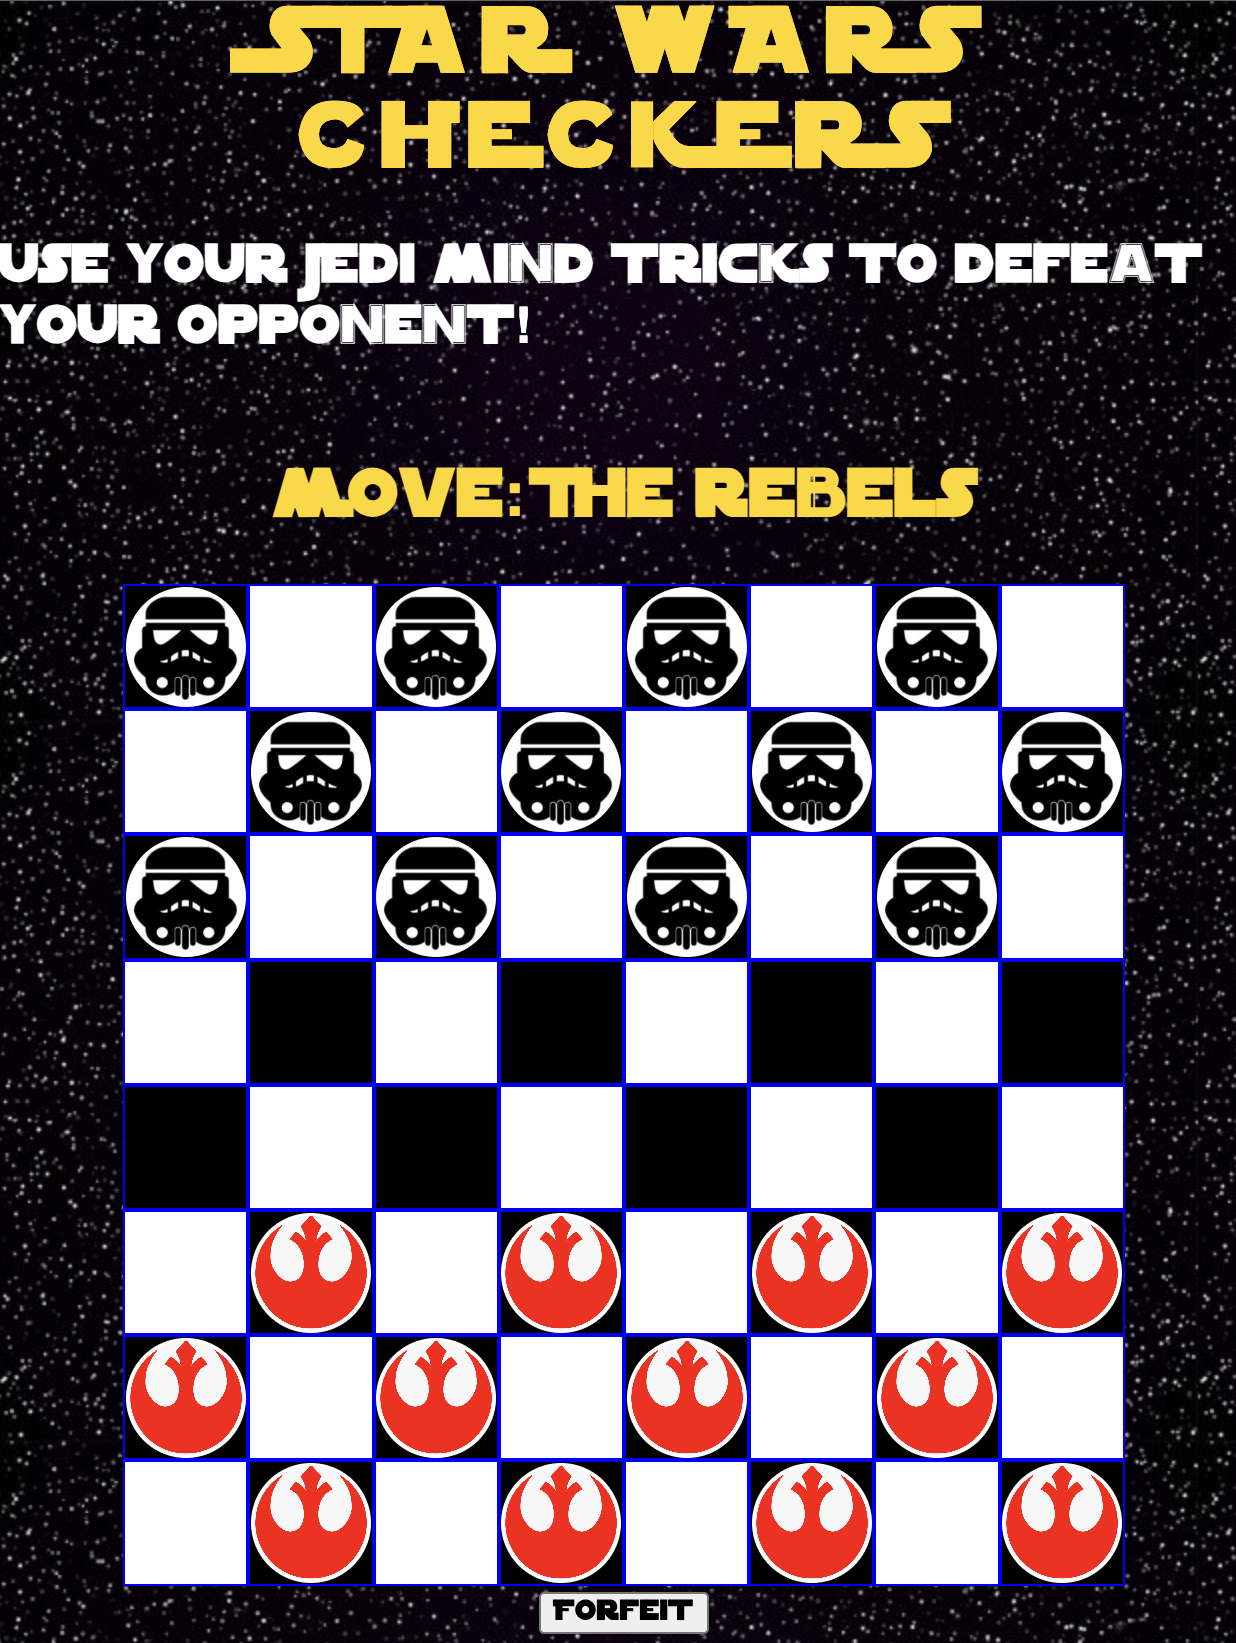 STAR WARS
CHECKERS
USE YOUR JEDI MIND TRICKS TO DEFEAT
YOUR OPPONENT!
MOVE: THE REBELS
FORFEIT